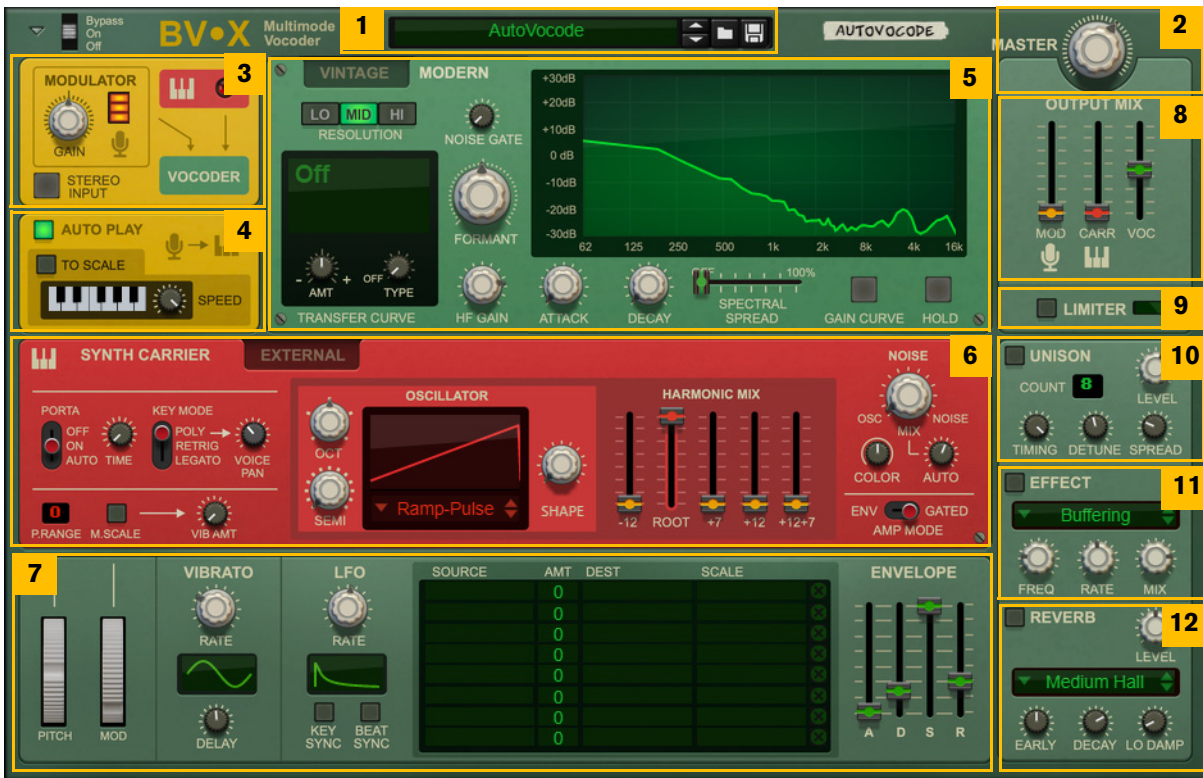 Bypass
On
Off
BV•X
Multimode
Vocoder
1
AutoVocode
AUTOVOCODE
2
MASTER
3
MODULATOR
GAIN
STEREO
INPUT
VOCODER
4
AUTO PLAY
TO SCALE
SPEED
5
VINTAGE
MODERN
LO MID HI
RESOLUTION
NOISE GATE
Off
- AMT +
OFF TYPE
TRANSFER CURVE
FORMANT
HF GAIN
ATTACK
DECAY
+30dB
+20dB
+10dB
0 dB
-10dB
-20dB
-30dB
62 125 250 500 1k 2k 8k 4k 16k
100%
SPECTRAL
SPREAD
GAIN CURVE
HOLD
8
OUTPUT MIX
MOD CARR VOC
9
LIMITER
6
SYNTH CARRIER
EXTERNAL
PORTA
OFF
ON
AUTO
TIME
KEY MODE
POLY
RETRIG
LEGATO
VOICE
PAN
0
P.RANGE M.SCALE VIB AMT
OSCILLATOR
OCT
SEMI
Ramp-Pulse
SHAPE
HARMONIC MIX
-12 ROOT +7 +12 +12+7
NOISE
OSC NOISE
MIX
COLOR AUTO
ENV GATED
AMP MODE
10
UNISON
COUNT 8
LEVEL
TIMING DETUNE SPREAD
11
EFFECT
Buffering
FREQ RATE MIX
7
PITCH MOD
VIBRATO
RATE
DELAY
LFO
RATE
KEY
SYNC
BEAT
SYNC
SOURCE AMT DEST SCALE
0
0
0
0
0
0
0
0
ENVELOPE
A D S R
12
REVERB
LEVEL
Medium Hall
EARLY DECAY LO DAMP